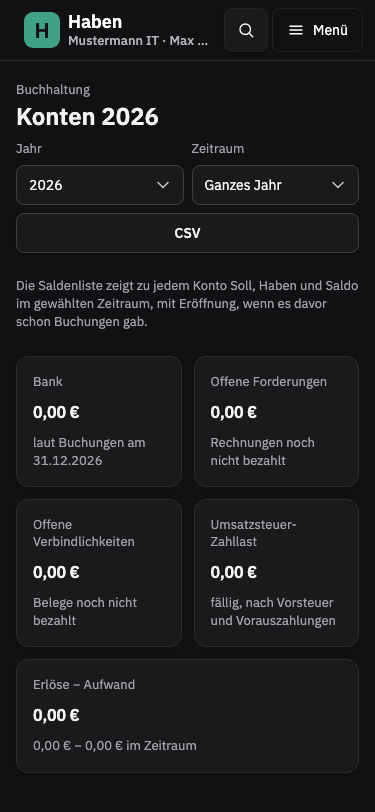 H
Haben
Mustermann IT · Max ...
Menü
Buchhaltung
Konten 2026
Jahr
Zeitraum
2026
Ganzes Jahr
CSV
Die Saldenliste zeigt zu jedem Konto Soll, Haben und Saldo
im gewählten Zeitraum, mit Eröffnung, wenn es davor
schon Buchungen gab.
Bank
0,00 €
laut Buchungen am
31.12.2026
Offene Forderungen
0,00 €
Rechnungen noch
nicht bezahlt
Offene
Verbindlichkeiten
0,00 €
Belege noch nicht
bezahlt
Umsatzsteuer-
Zahllast
0,00 €
fällig, nach Vorsteuer
und Vorauszahlungen
Erlöse – Aufwand
0,00 €
0,00 € – 0,00 € im Zeitraum